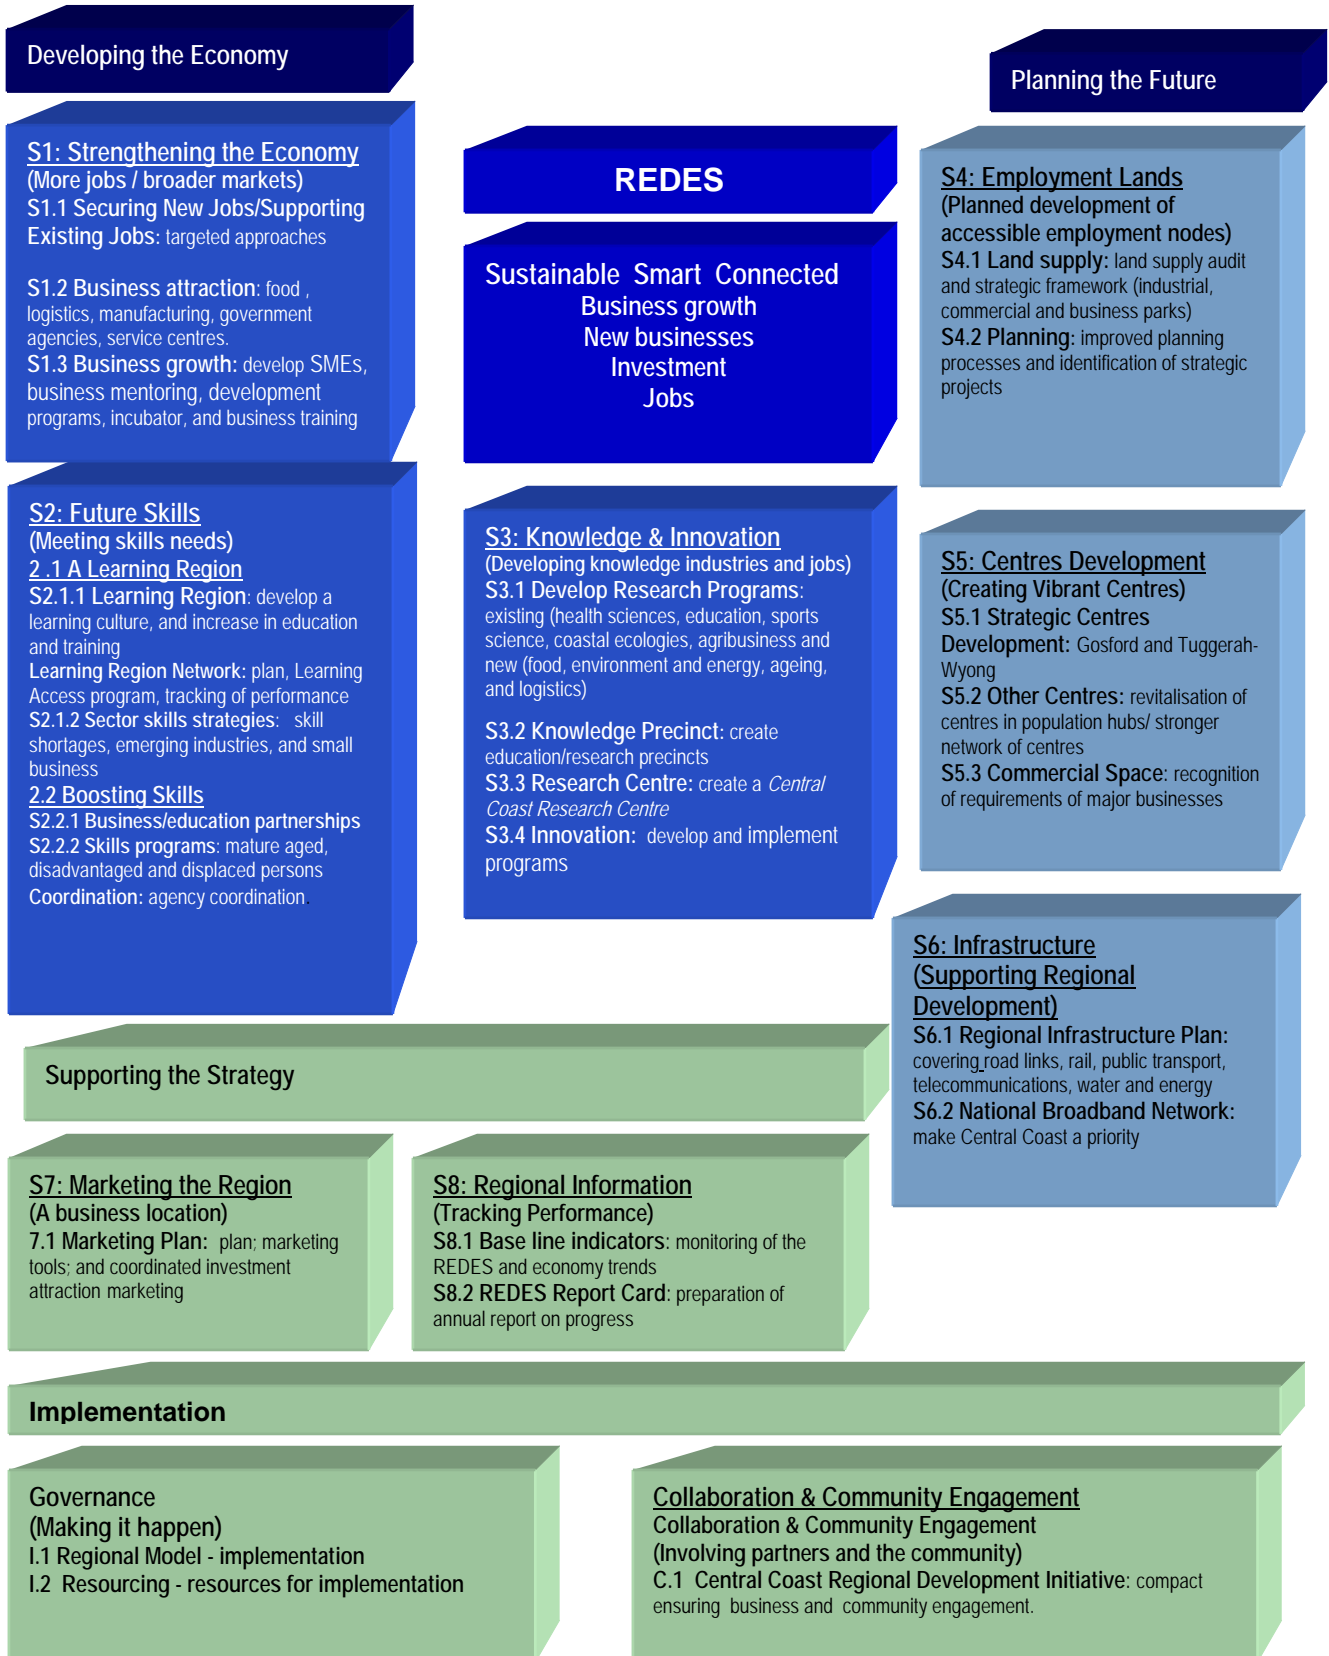 Developing the Economy
Planning the Future
S1: Strengthening the Economy
(More jobs / broader markets)
S1.1 Securing New Jobs/Supporting
Existing Jobs: targeted approaches
S1.2 Business attraction: food ,
logistics, manufacturing, government
agencies, service centres.
S1.3 Business growth: develop SMEs,
business mentoring, development
programs, incubator, and business training
REDES
Sustainable Smart Connected
Business growth
New businesses
Investment
Jobs
S4: Employment Lands
(Planned development of
accessible employment nodes)
S4.1 Land supply: land supply audit
and strategic framework (industrial,
commercial and business parks)
S4.2 Planning: improved planning
processes and identification of strategic
projects
S2: Future Skills
(Meeting skills needs)
2 .1 A Learning Region
S2.1.1 Learning Region: develop a
learning culture, and increase in education
and training
Learning Region Network: plan, Learning
Access program, tracking of performance
S2.1.2 Sector skills strategies: skill
shortages, emerging industries, and small
business
2.2 Boosting Skills
S2.2.1 Business/education partnerships
S2.2.2 Skills programs: mature aged,
disadvantaged and displaced persons
Coordination: agency coordination.
S3: Knowledge & Innovation
(Developing knowledge industries and jobs)
S3.1 Develop Research Programs:
existing (health sciences, education, sports
science, coastal ecologies, agribusiness and
new (food, environment and energy, ageing,
and logistics)
S3.2 Knowledge Precinct: create
education/research precincts
S3.3 Research Centre: create a Central
Coast Research Centre
S3.4 Innovation: develop and implement
programs
S5: Centres Development
(Creating Vibrant Centres)
S5.1 Strategic Centres
Development: Gosford and Tuggerah-
Wyong
S5.2 Other Centres: revitalisation of
centres in population hubs/ stronger
network of centres
S5.3 Commercial Space: recognition
of requirements of major businesses
S6: Infrastructure
(Supporting Regional
Development)
S6.1 Regional Infrastructure Plan:
covering road links, rail, public transport,
telecommunications, water and energy
S6.2 National Broadband Network:
make Central Coast a priority
Supporting the Strategy
S7: Marketing the Region
(A business location)
7.1 Marketing Plan: plan; marketing
tools; and coordinated investment
attraction marketing
S8: Regional Information
(Tracking Performance)
S8.1 Base line indicators: monitoring of the
REDES and economy trends
S8.2 REDES Report Card: preparation of
annual report on progress
Implementation
Governance
(Making it happen)
I.1 Regional Model - implementation
I.2 Resourcing - resources for implementation
Collaboration & Community Engagement
Collaboration & Community Engagement
(Involving partners and the community)
C.1 Central Coast Regional Development Initiative: compact
ensuring business and community engagement.